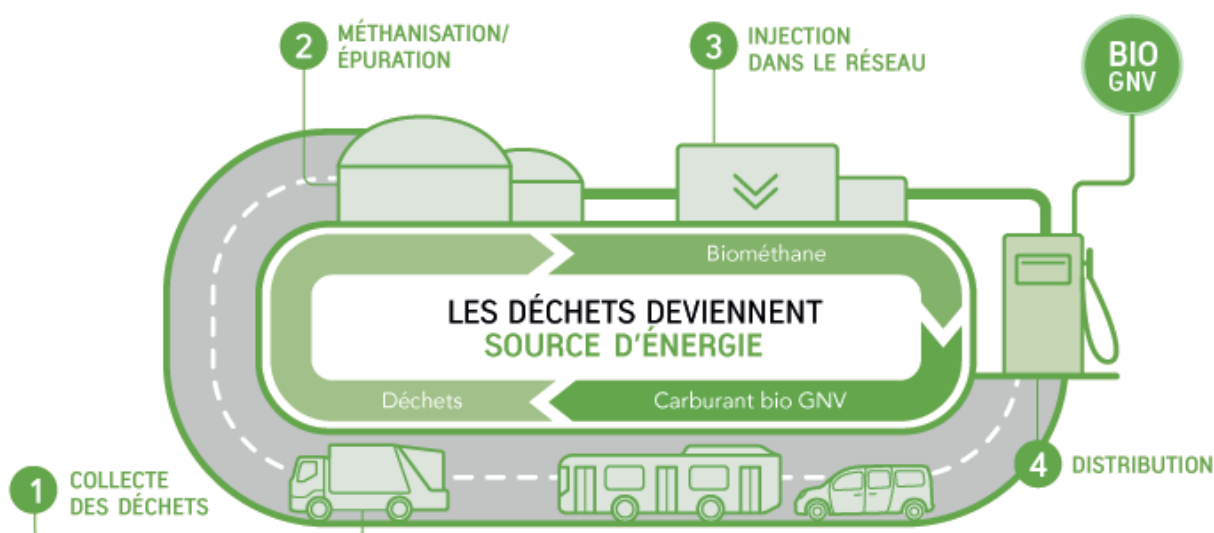 2
MÉTHANISATION/
ÉPURATION
3
INJECTION
DANS LE RÉSEAU
BIO
GNV
Biométhane
LES DÉCHETS DEVIENNENT
SOURCE D'ÉNERGIE
Déchets
Carburant bio GNV
1
COLLECTE
DES DÉCHETS
4
DISTRIBUTION